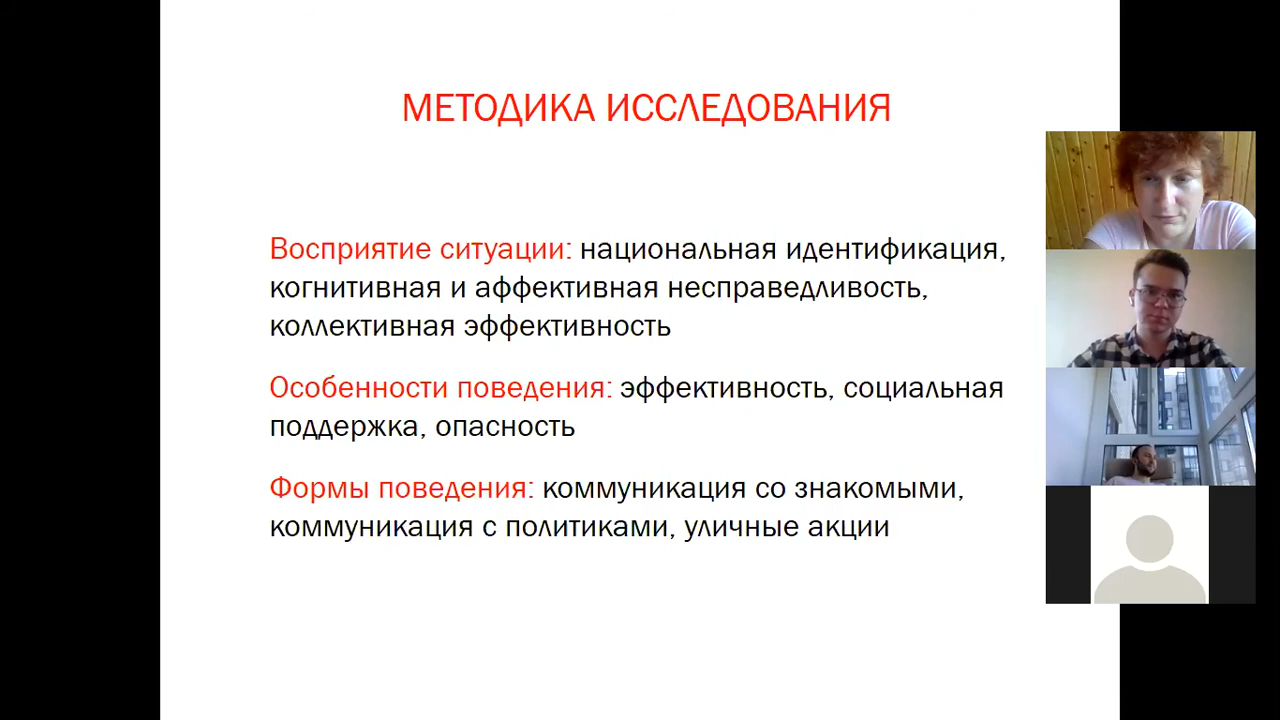 МЕТОДИКА ИССЛЕДОВАНИЯ
Восприятие ситуации: национальная идентификация,
когнитивная и аффективная несправедливость,
коллективная эффективность
Особенности поведения: эффективность, социальная
поддержка, опасность
Формы поведения: коммуникация со знакомыми,
коммуникация с политиками, уличные акции